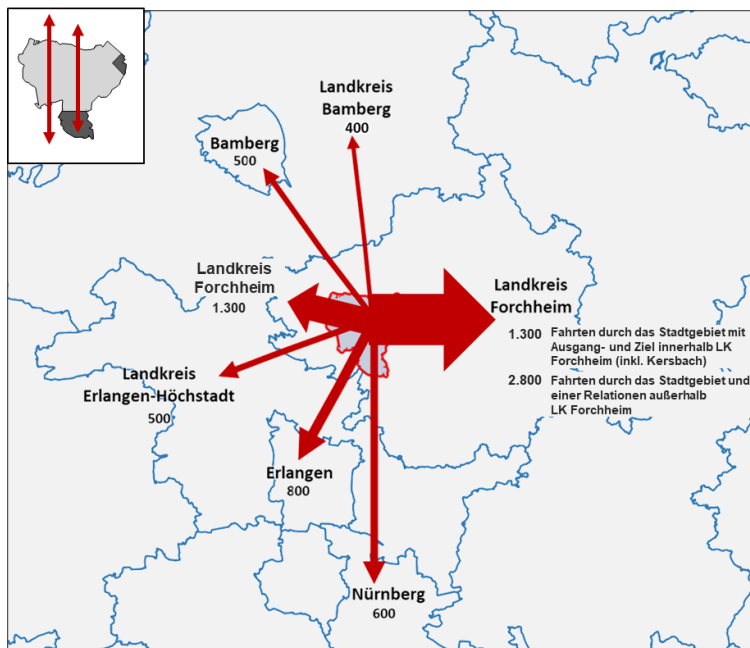 Landkreis
Bamberg
400
Bamberg
500
Landkreis
Forchheim
1.300
Landkreis
Forchheim
1.300 Fahrten durch das Stadtgebiet mit
Ausgang- und Ziel innerhalb LK
Forchheim (inkl. Kersbach)
2.800 Fahrten durch das Stadtgebiet und
einer Relationen außerhalb
LK Forchheim
Landkreis
Erlangen-Höchstadt
500
Erlangen
800
Nürnberg
600